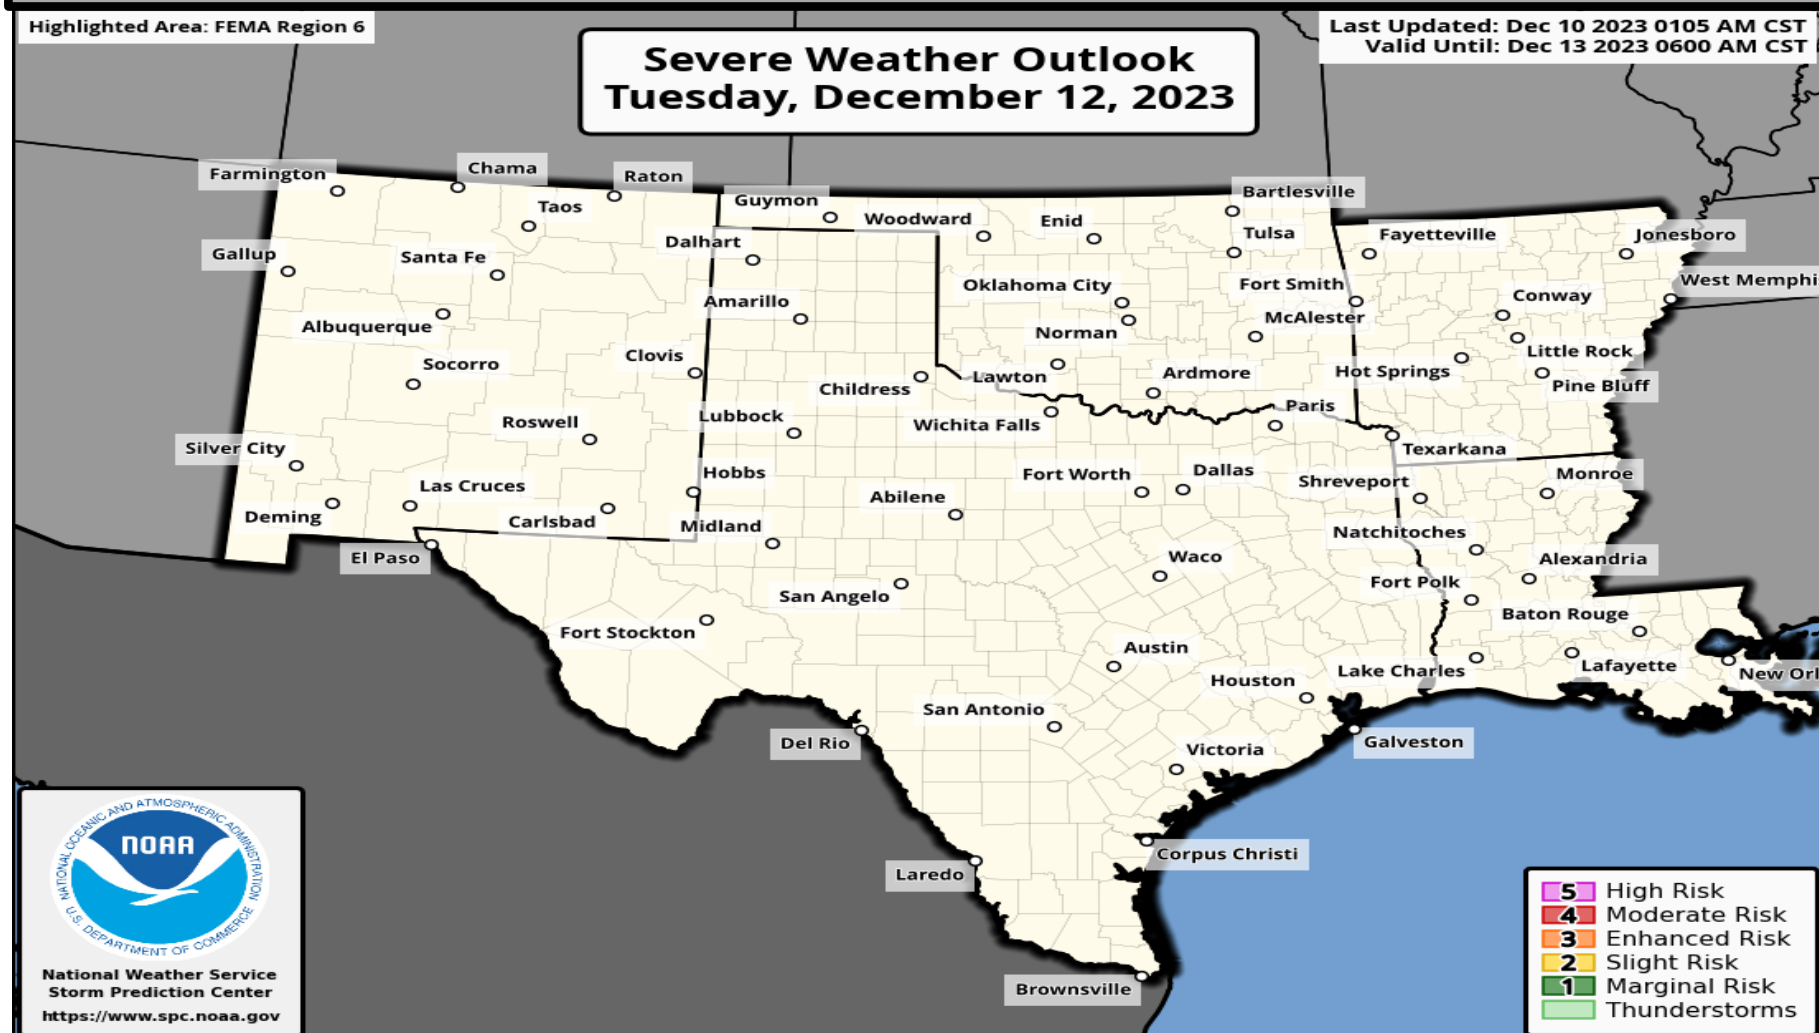 Highlighted Area: FEMA Region 6
Severe Weather Outlook
Tuesday, December 12, 2023
Last Updated: Dec 10 2023 0105 AM CST
Valid Until: Dec 13 2023 0600 AM CST
Farmington
Chama
Raton
Taos
Guymon
Woodward
Enid
Bartlesville
Gallup
Santa Fe
Dalhart
Tulsa
Fayetteville
Jonesboro
Albuquerque
Amarillo
Oklahoma City
Fort Smith
Conway
West Memphi
Norman
McAlester
Socorro
Clovis
Childress
Lawton
Ardmore
Hot Springs
Little Rock
Pine Bluff
Roswell
Lubbock
Wichita Falls
Paris
Texarkana
Silver City
Las Cruces
Hobbs
Abilene
Fort Worth
Dallas
Shreveport
Monroe
Deming
Carlsbad
Midland
Natchitoches
El Paso
San Angelo
Waco
Fort Polk
Alexandria
Fort Stockton
Austin
Baton Rouge
Houston
Lake Charles
Lafayette
New Orl
San Antonio
Del Rio
Victoria
Galveston
Corpus Christi
Laredo
Brownsville
NATIONAL OCEANIC AND ATMOSPHERIC ADMINISTRATION
NOAA
U.S. DEPARTMENT OF COMMERCE
National Weather Service
Storm Prediction Center
https://www.spc.noaa.gov
5 High Risk
4 Moderate Risk
3 Enhanced Risk
2 Slight Risk
1 Marginal Risk
Thunderstorms